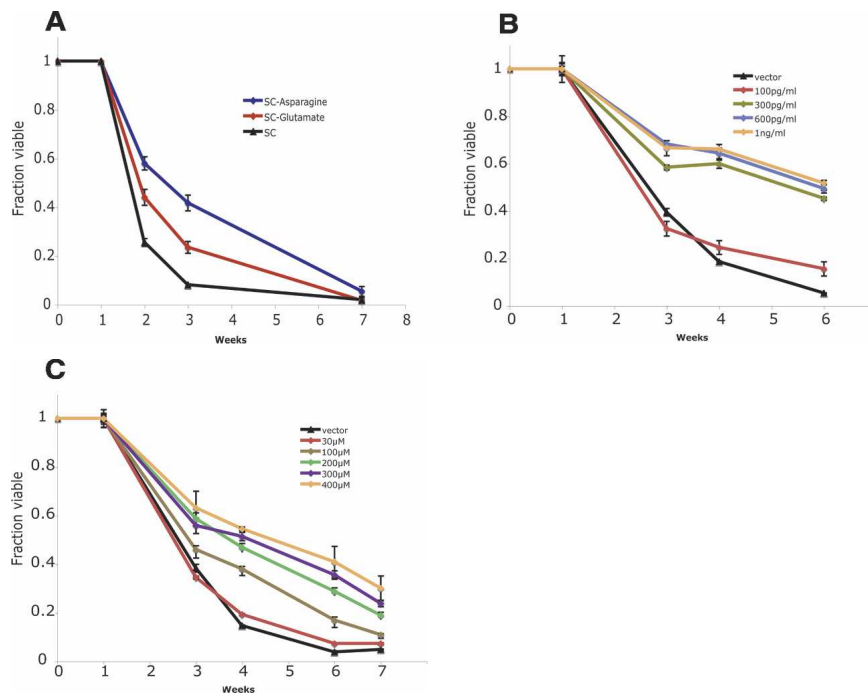 A
1
0.8
0.6
0.4
0.2
0
Fraction viable
SC-Asparagine
SC-Glutamate
SC
0 1 2 3 4 5 6 7 8
Weeks
B
1
0.8
0.6
0.4
0.2
0
Fraction viable
vector
100pg/ml
300pg/ml
600pg/ml
1ng/ml
0 1 2 3 4 5 6
Weeks
C
1
0.8
0.6
0.4
0.2
0
Fraction viable
vector
30µM
100µM
200µM
300µM
400µM
0 1 2 3 4 5 6 7
Weeks